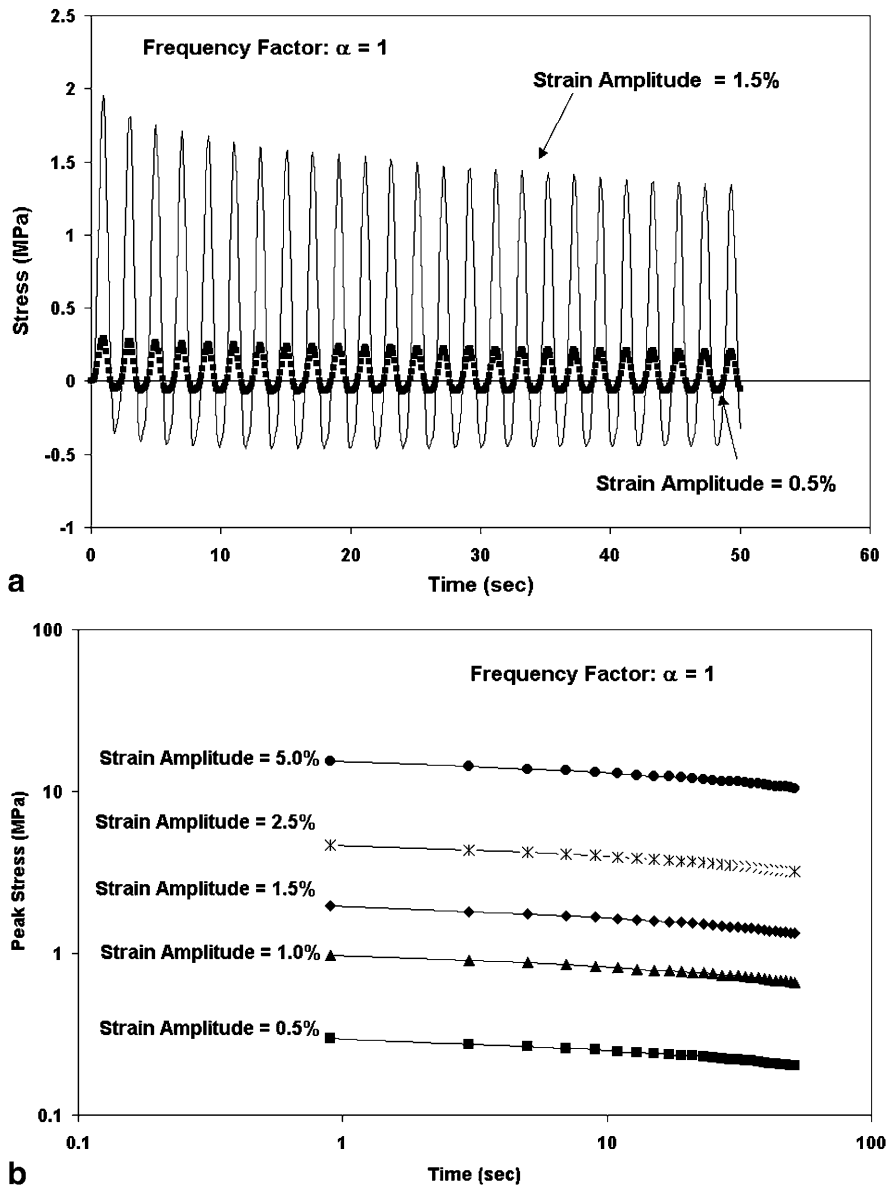 2.5
Frequency Factor: α = 1
Strain Amplitude = 1.5%
2
1.5
1
0.5
0
-0.5
-1
Stress (MPa)
Strain Amplitude = 0.5%
0 10 20 30 40 50 60
Time (sec)
a
100
Frequency Factor: α = 1
Strain Amplitude = 5.0%
10
Strain Amplitude = 2.5%
Strain Amplitude = 1.5%
1
Strain Amplitude = 1.0%
Strain Amplitude = 0.5%
0.1
Peak Stress (MPa)
0.1 1 10 100
Time (sec)
b